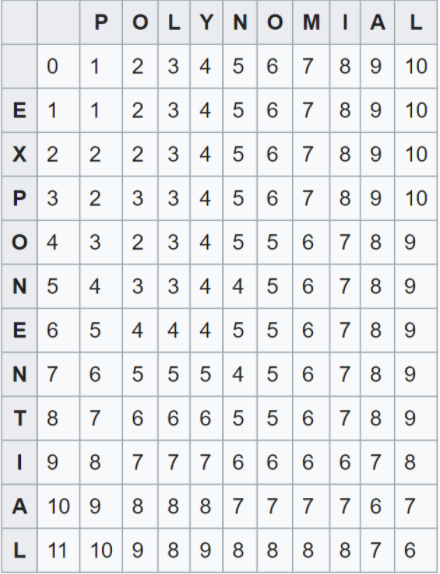 P O L Y N O M I A L
0 1 2 3 4 5 6 7 8 9 10
E 1 1 2 3 4 5 6 7 8 9 10
X 2 2 2 3 4 5 6 7 8 9 10
P 3 2 3 3 4 5 6 7 8 9 10
O 4 3 2 3 4 5 5 6 7 8 9
N 5 4 3 3 4 4 5 6 7 8 9
E 6 5 4 4 4 5 5 6 7 8 9
N 7 6 5 5 5 4 5 6 7 8 9
T 8 7 6 6 6 5 5 6 7 8 9
I 9 8 7 7 7 6 6 6 6 7 8
A 10 9 8 8 8 7 7 7 7 6 7
L 11 10 9 8 9 8 8 8 8 7 6